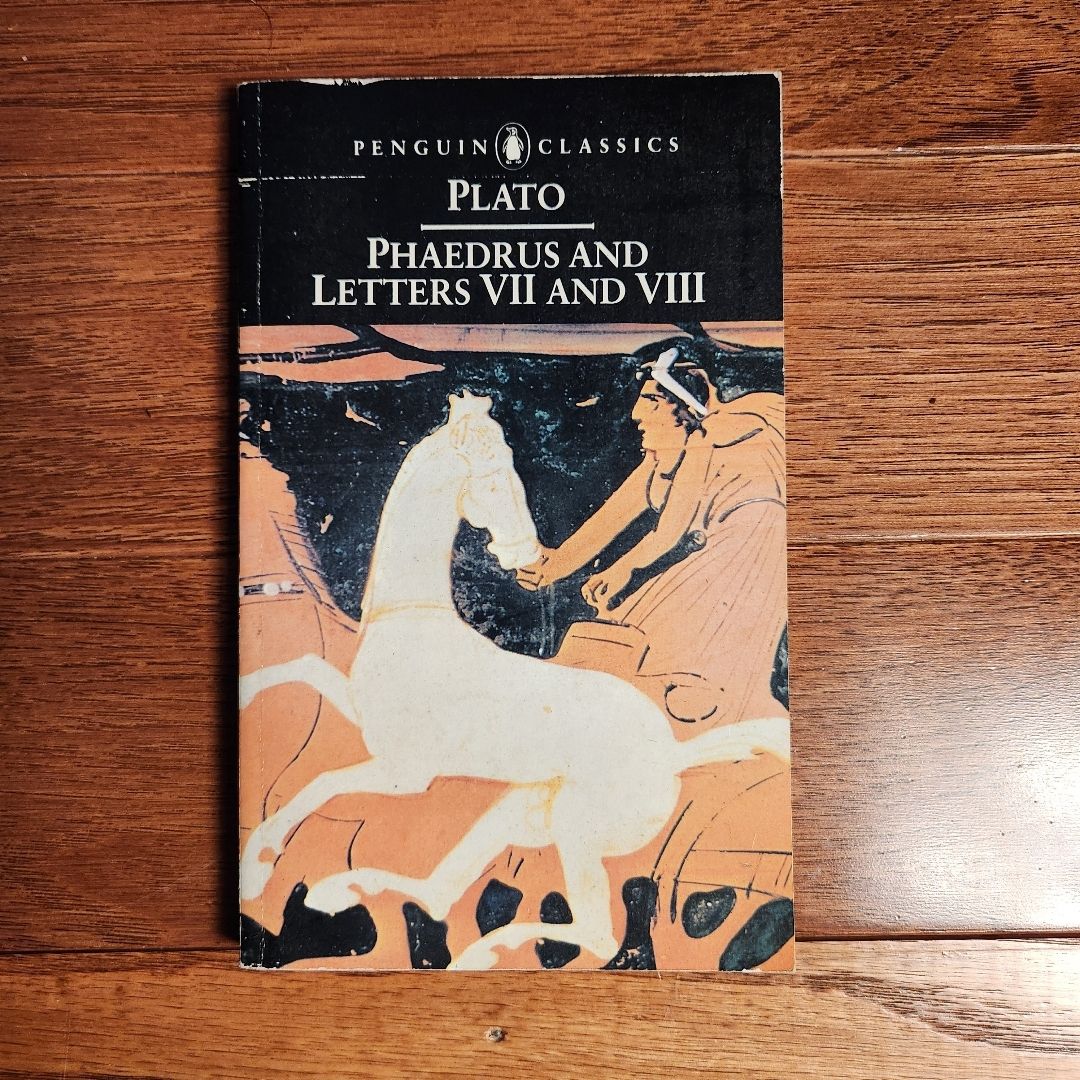 PENGUIN CLASSICS
PLATO
PHAEDRUS AND
LETTERS VII AND VIII